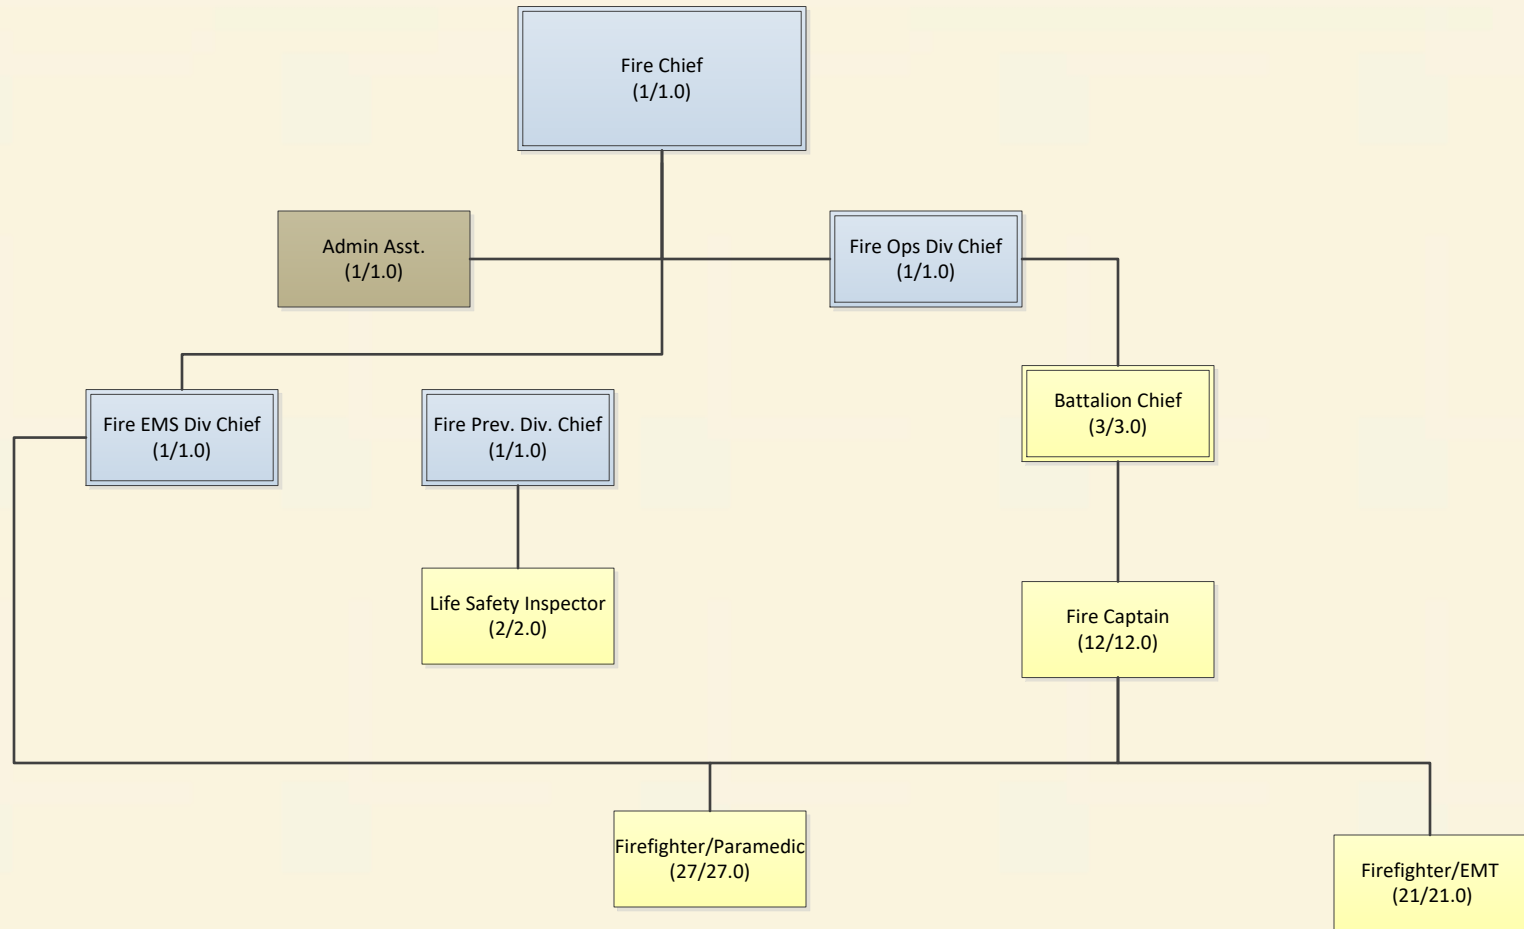 Fire Chief
(1/1.0)
Admin Asst.
(1/1.0)
Fire Ops Div Chief
(1/1.0)
Fire EMS Div Chief
(1/1.0)
Fire Prev. Div. Chief
(1/1.0)
Battalion Chief
(3/3.0)
Life Safety Inspector
(2/2.0)
Fire Captain
(12/12.0)
Firefighter/Paramedic
(27/27.0)
Firefighter/EMT
(21/21.0)